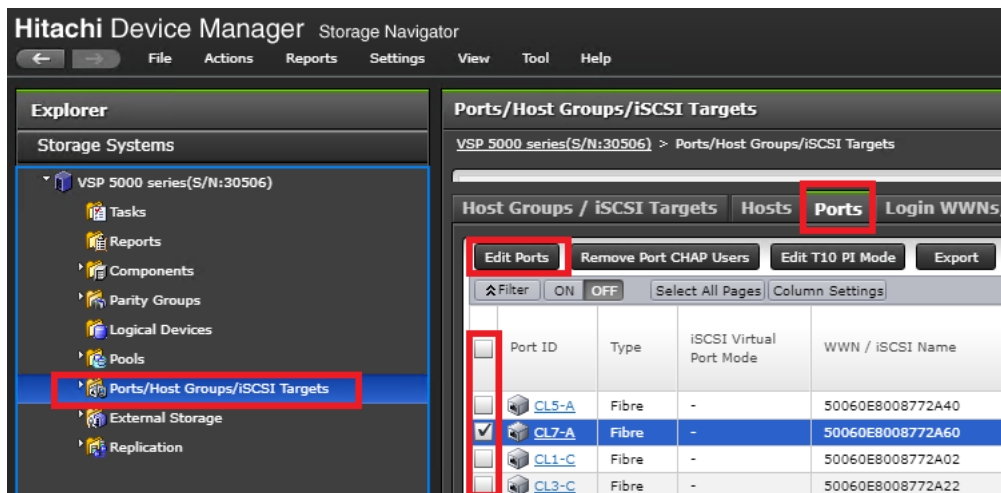 Hitachi Device Manager Storage Navigator
File Actions Reports Settings View Tool Help
Explorer
Storage Systems
VSP 5000 series(S/N:30506)
Tasks
Reports
Components
Parity Groups
Logical Devices
Pools
Ports/Host Groups/iSCSI Targets
External Storage
Replication
Ports/Host Groups/iSCSI Targets
VSP 5000 series(S/N:30506) > Ports/Host Groups/iSCSI Targets
Host Groups / iSCSI Targets Hosts Ports Login WWNs
Edit Ports Remove Port CHAP Users Edit T10 PI Mode Export
Filter ON OFF Select All Pages Column Settings
Port ID Type iSCSI Virtual Port Mode WWN / iSCSI Name
CL5-A Fibre - 50060E8008772A40
CL7-A Fibre - 50060E8008772A60
CL1-C Fibre - 50060E8008772A02
CL3-C Fibre - 50060E8008772A22